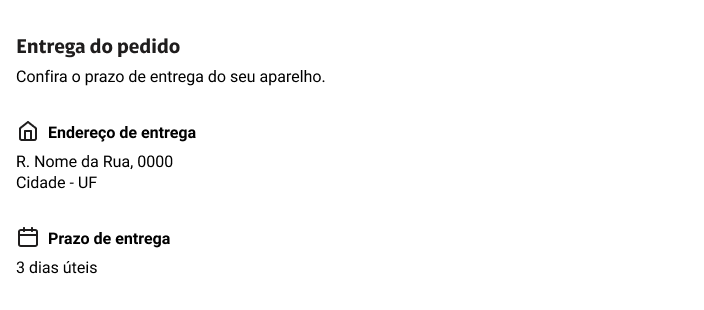 Entrega do pedido
Confira o prazo de entrega do seu aparelho.
Endereço de entrega
R. Nome da Rua, 0000
Cidade - UF
Prazo de entrega
3 dias úteis